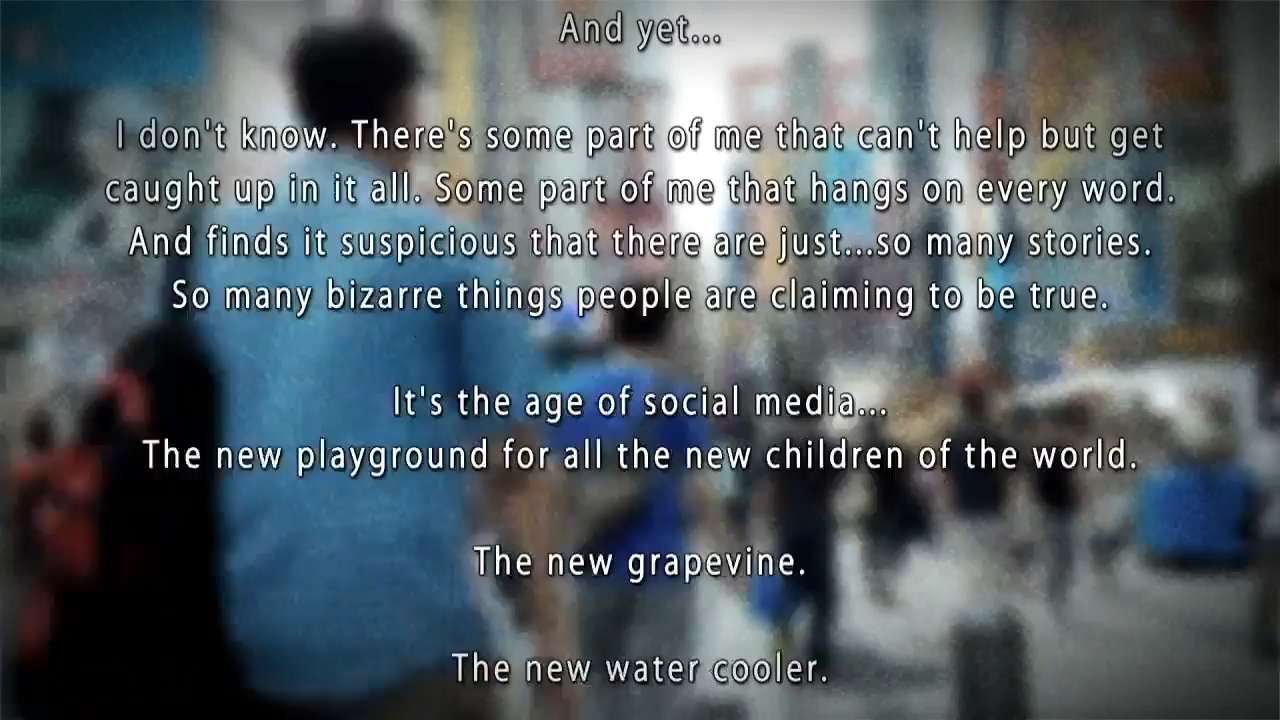 And yet...
I don't know. There's some part of me that can't help but get
caught up in it all. Some part of me that hangs on every word.
And finds it suspicious that there are just...so many stories.
So many bizarre things people are claiming to be true.
It's the age of social media...
The new playground for all the new children of the world.
The new grapevine.
The new water cooler.